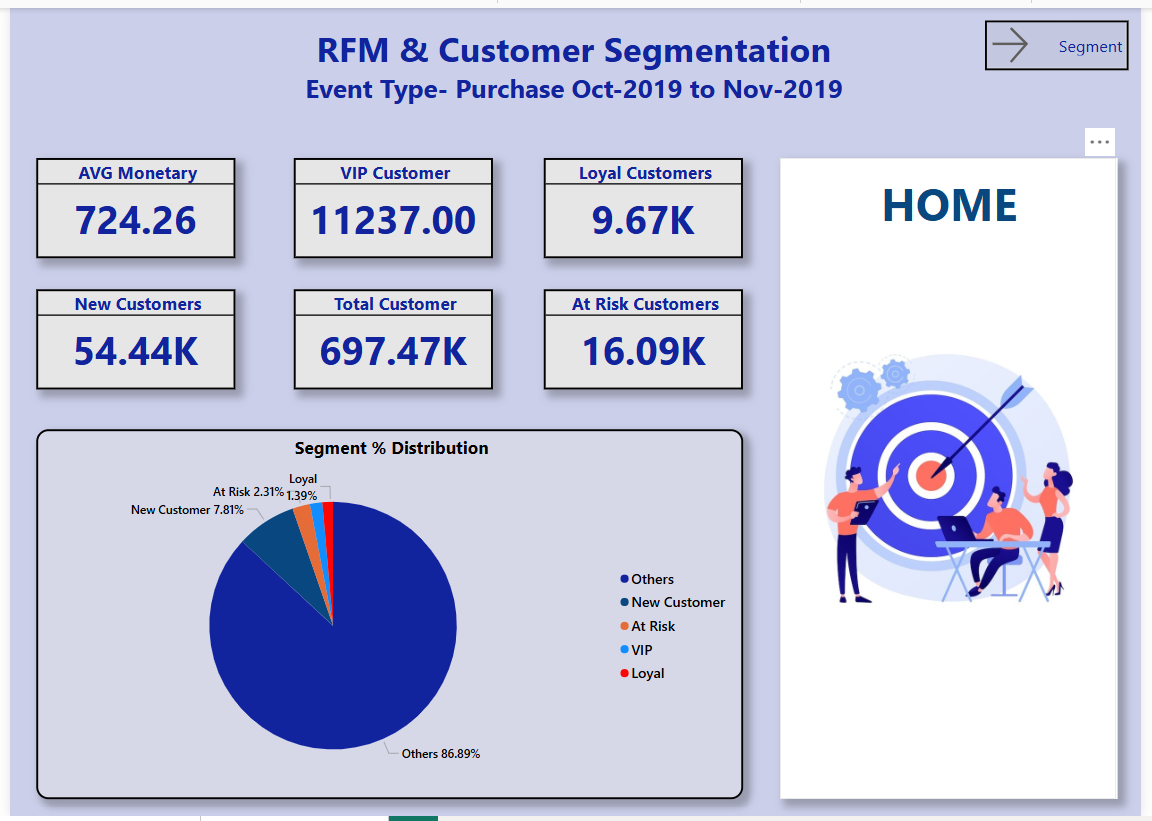 RFM & Customer Segmentation
Event Type- Purchase Oct-2019 to Nov-2019
Segment
AVG Monetary
724.26
VIP Customer
11237.00
Loyal Customers
9.67K
New Customers
54.44K
Total Customer
697.47K
At Risk Customers
16.09K
HOME
Segment % Distribution
Loyal
1.39%
At Risk 2.31%
New Customer 7.81%
Others 86.89%
Others
New Customer
At Risk
VIP
Loyal